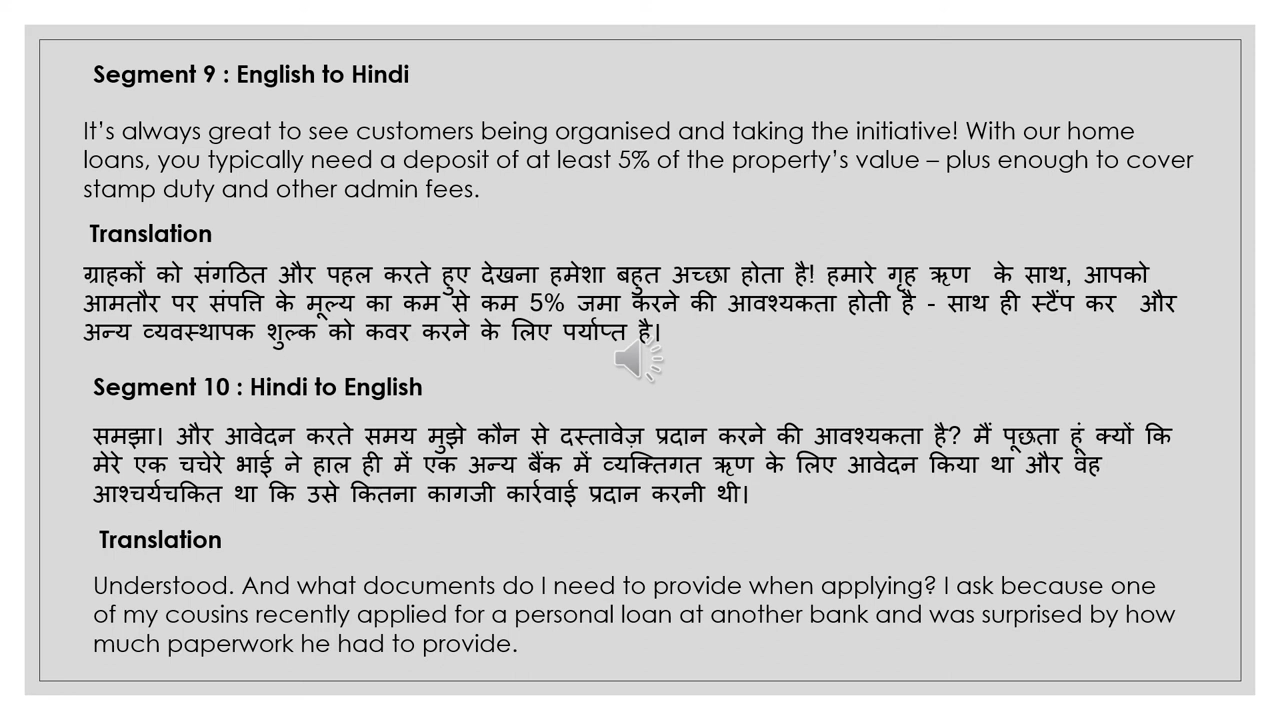 Segment 9 : English to Hindi
It’s always great to see customers being organised and taking the initiative! With our home
loans, you typically need a deposit of at least 5% of the property’s value – plus enough to cover
stamp duty and other admin fees.
Translation
ग्राहकों को संगठित और पहल करते हुए देखना हमेशा बहुत अच्छा होता है! हमारे गृह ऋण के साथ, आपको
आमतौर पर संपत्ति के मूल्य का कम से कम 5% जमा करने की आवश्यकता होती है - साथ ही स्टैंप कर और
अन्य व्यवस्थापक शुल्क को कवर करने के लिए पर्याप्त है।
Segment 10 : Hindi to English
समझा। और आवेदन करते समय मुझे कौन से दस्तावेज़ प्रदान करने की आवश्यकता है? मैं पूछता हूं क्यों कि
मेरे एक चचेरे भाई ने हाल ही में एक अन्य बैंक में व्यक्तिगत ऋण के लिए आवेदन किया था और वह
आश्चर्यचकित था कि उसे कितना कागजी कार्रवाई प्रदान करनी थी।
Translation
Understood. And what documents do I need to provide when applying? I ask because one
of my cousins recently applied for a personal loan at another bank and was surprised by how
much paperwork he had to provide.